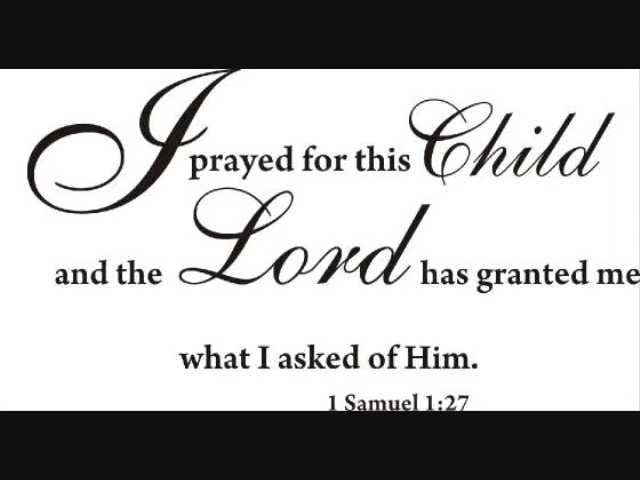 I prayed for this Child
and the Lord has granted me
what I asked of Him.
1 Samuel 1:27